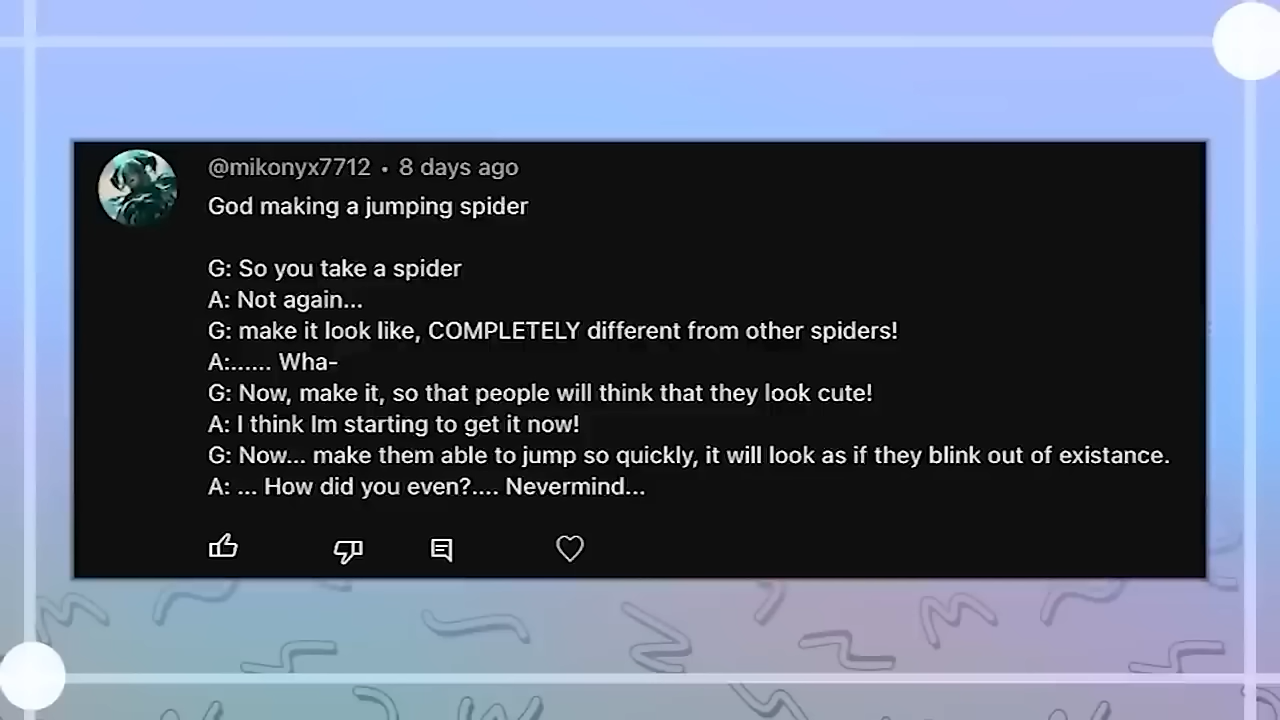 @mikonyx7712 • 8 days ago
God making a jumping spider
G: So you take a spider
A: Not again...
G: make it look like, COMPLETELY different from other spiders!
A:...... Wha-
G: Now, make it, so that people will think that they look cute!
A: I think Im starting to get it now!
G: Now... make them able to jump so quickly, it will look as if they blink out of existance.
A: ... How did you even?.... Nevermind...